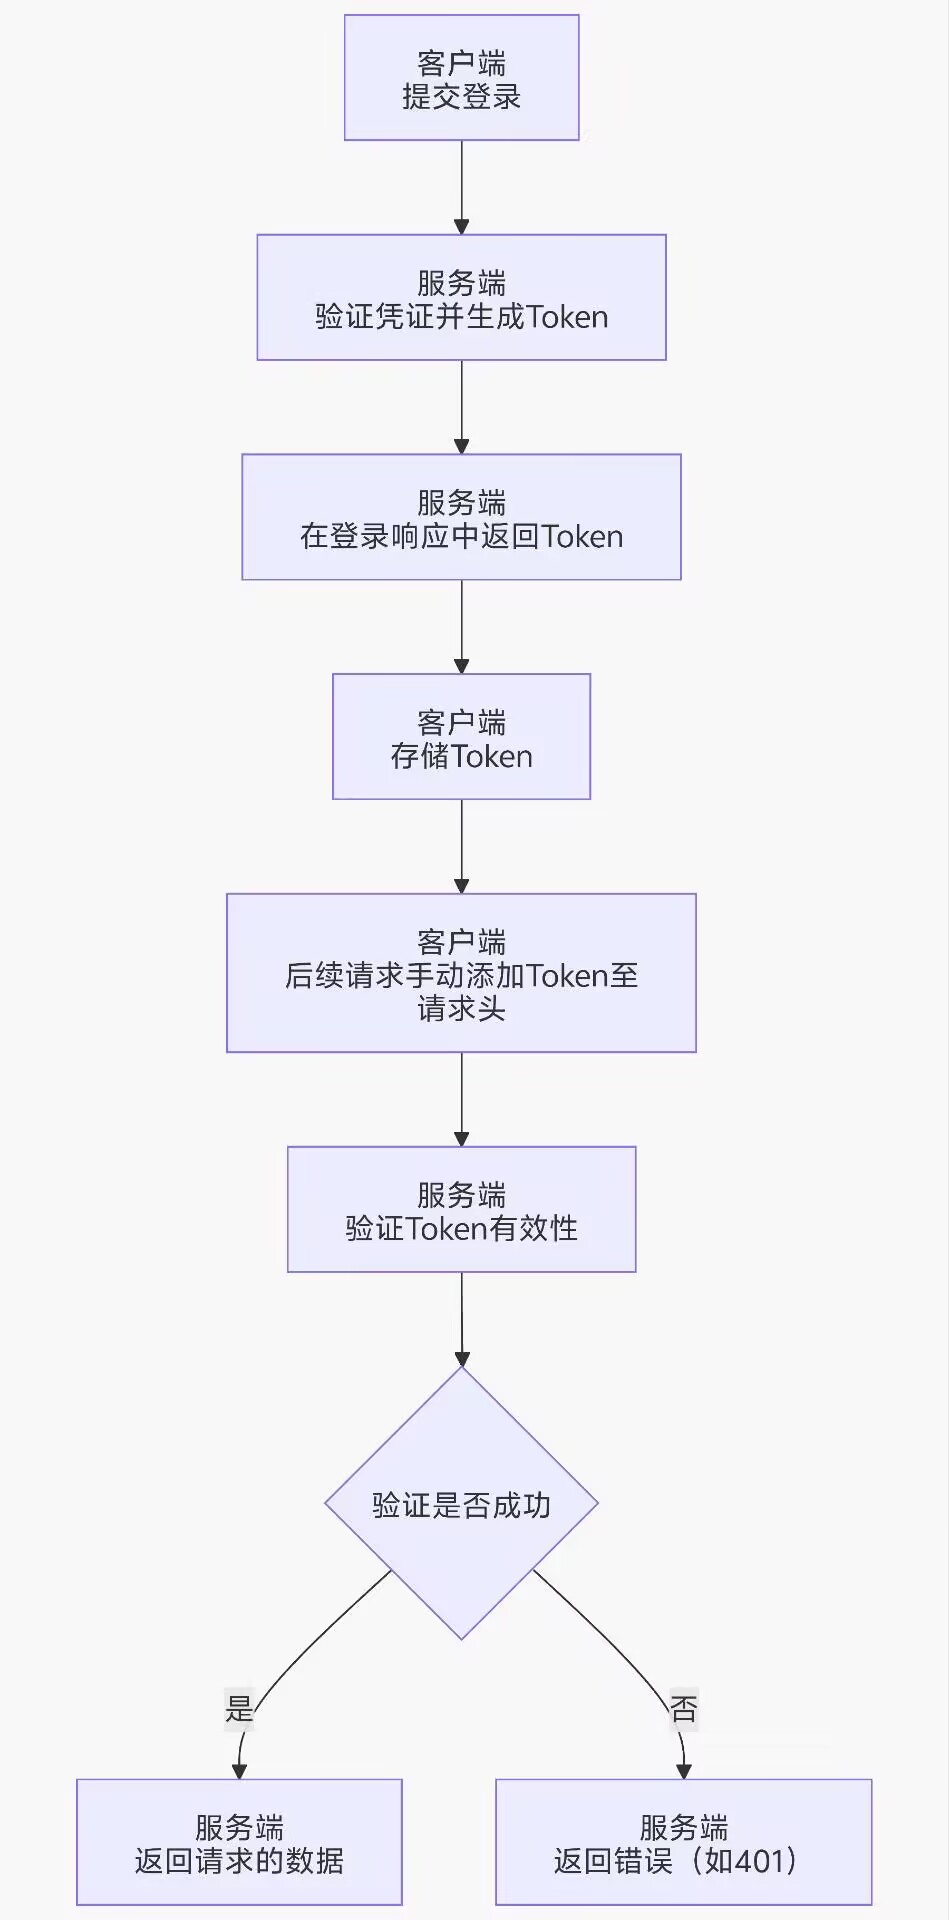 客户端
提交登录
服务端
验证凭证并生成Token
服务端
在登录响应中返回Token
客户端
存储Token
客户端
后续请求手动添加Token至
请求头
服务端
验证Token有效性
验证是否成功
是
否
服务端
返回请求的数据
服务端
返回错误（如401）